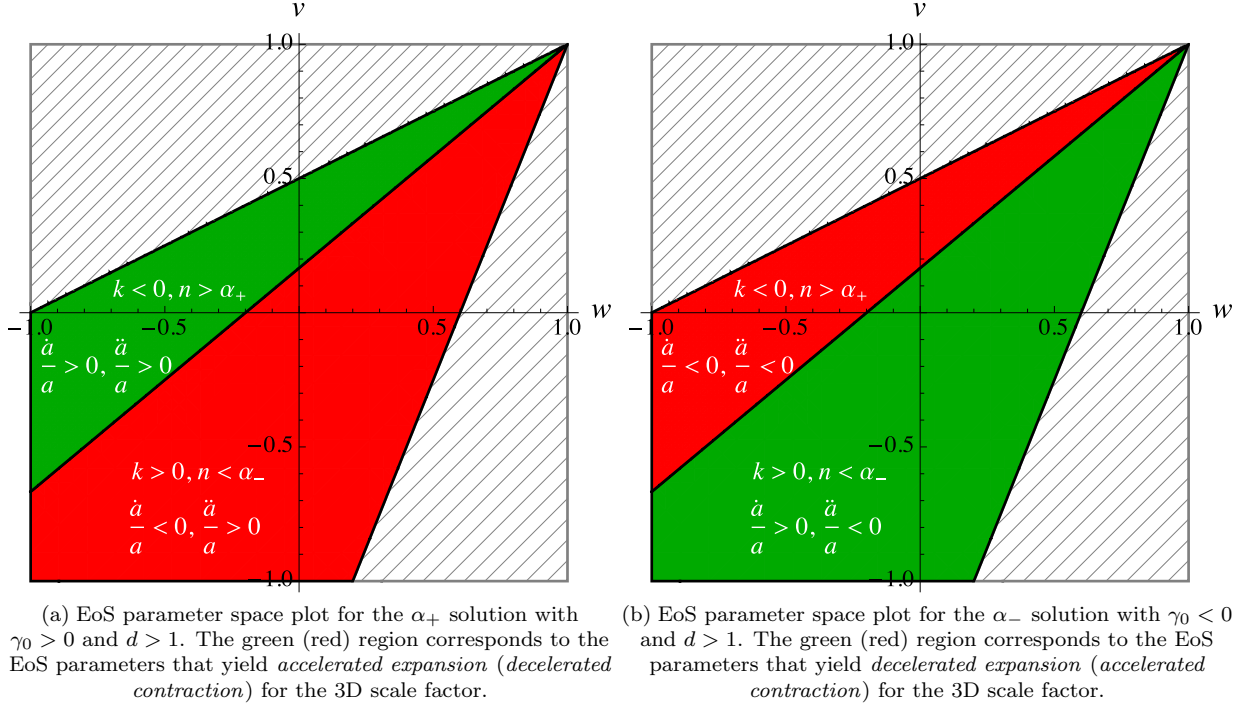 v
1.0
0.5
k < 0, n > α₊
−1.0 −0.5 0.5 1.0 w
ȧ/a > 0, ä/a > 0
−0.5
k > 0, n < α₋
ȧ/a < 0, ä/a > 0
−1.0
(a) EoS parameter space plot for the α₊ solution with
γ₀ > 0 and d > 1. The green (red) region corresponds to the
EoS parameters that yield accelerated expansion (decelerated
contraction) for the 3D scale factor.
v
1.0
0.5
k < 0, n > α₊
−1.0 −0.5 0.5 1.0 w
ȧ/a < 0, ä/a < 0
−0.5
k > 0, n < α₋
ȧ/a > 0, ä/a < 0
−1.0
(b) EoS parameter space plot for the α₋ solution with γ₀ < 0
and d > 1. The green (red) region corresponds to the EoS
parameters that yield decelerated expansion (accelerated
contraction) for the 3D scale factor.